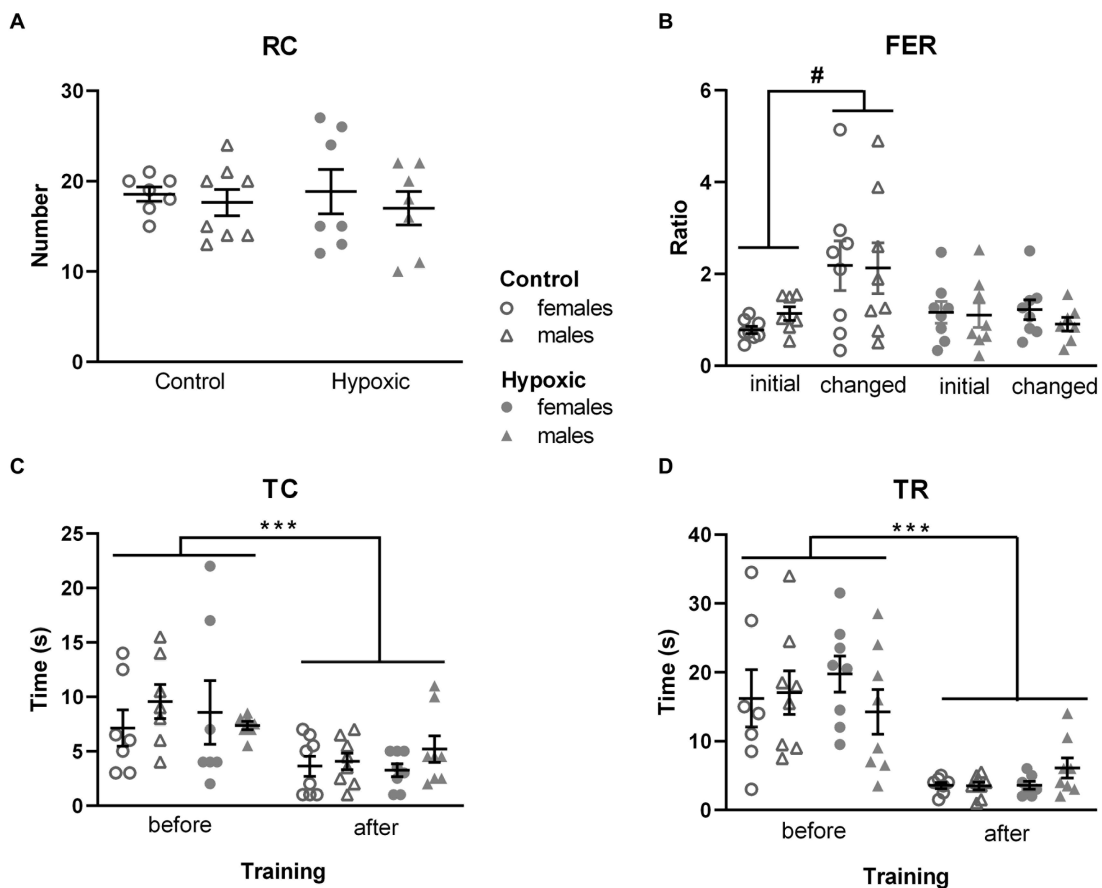 A
RC
Number
30
20
10
0
Control
Hypoxic
Control
females
males
Hypoxic
females
males
B
FER
#
Ratio
6
4
2
0
initial
changed
initial
changed
C
TC
***
Time (s)
25
20
15
10
5
0
before
after
Training
D
TR
***
Time (s)
40
30
20
10
0
before
after
Training